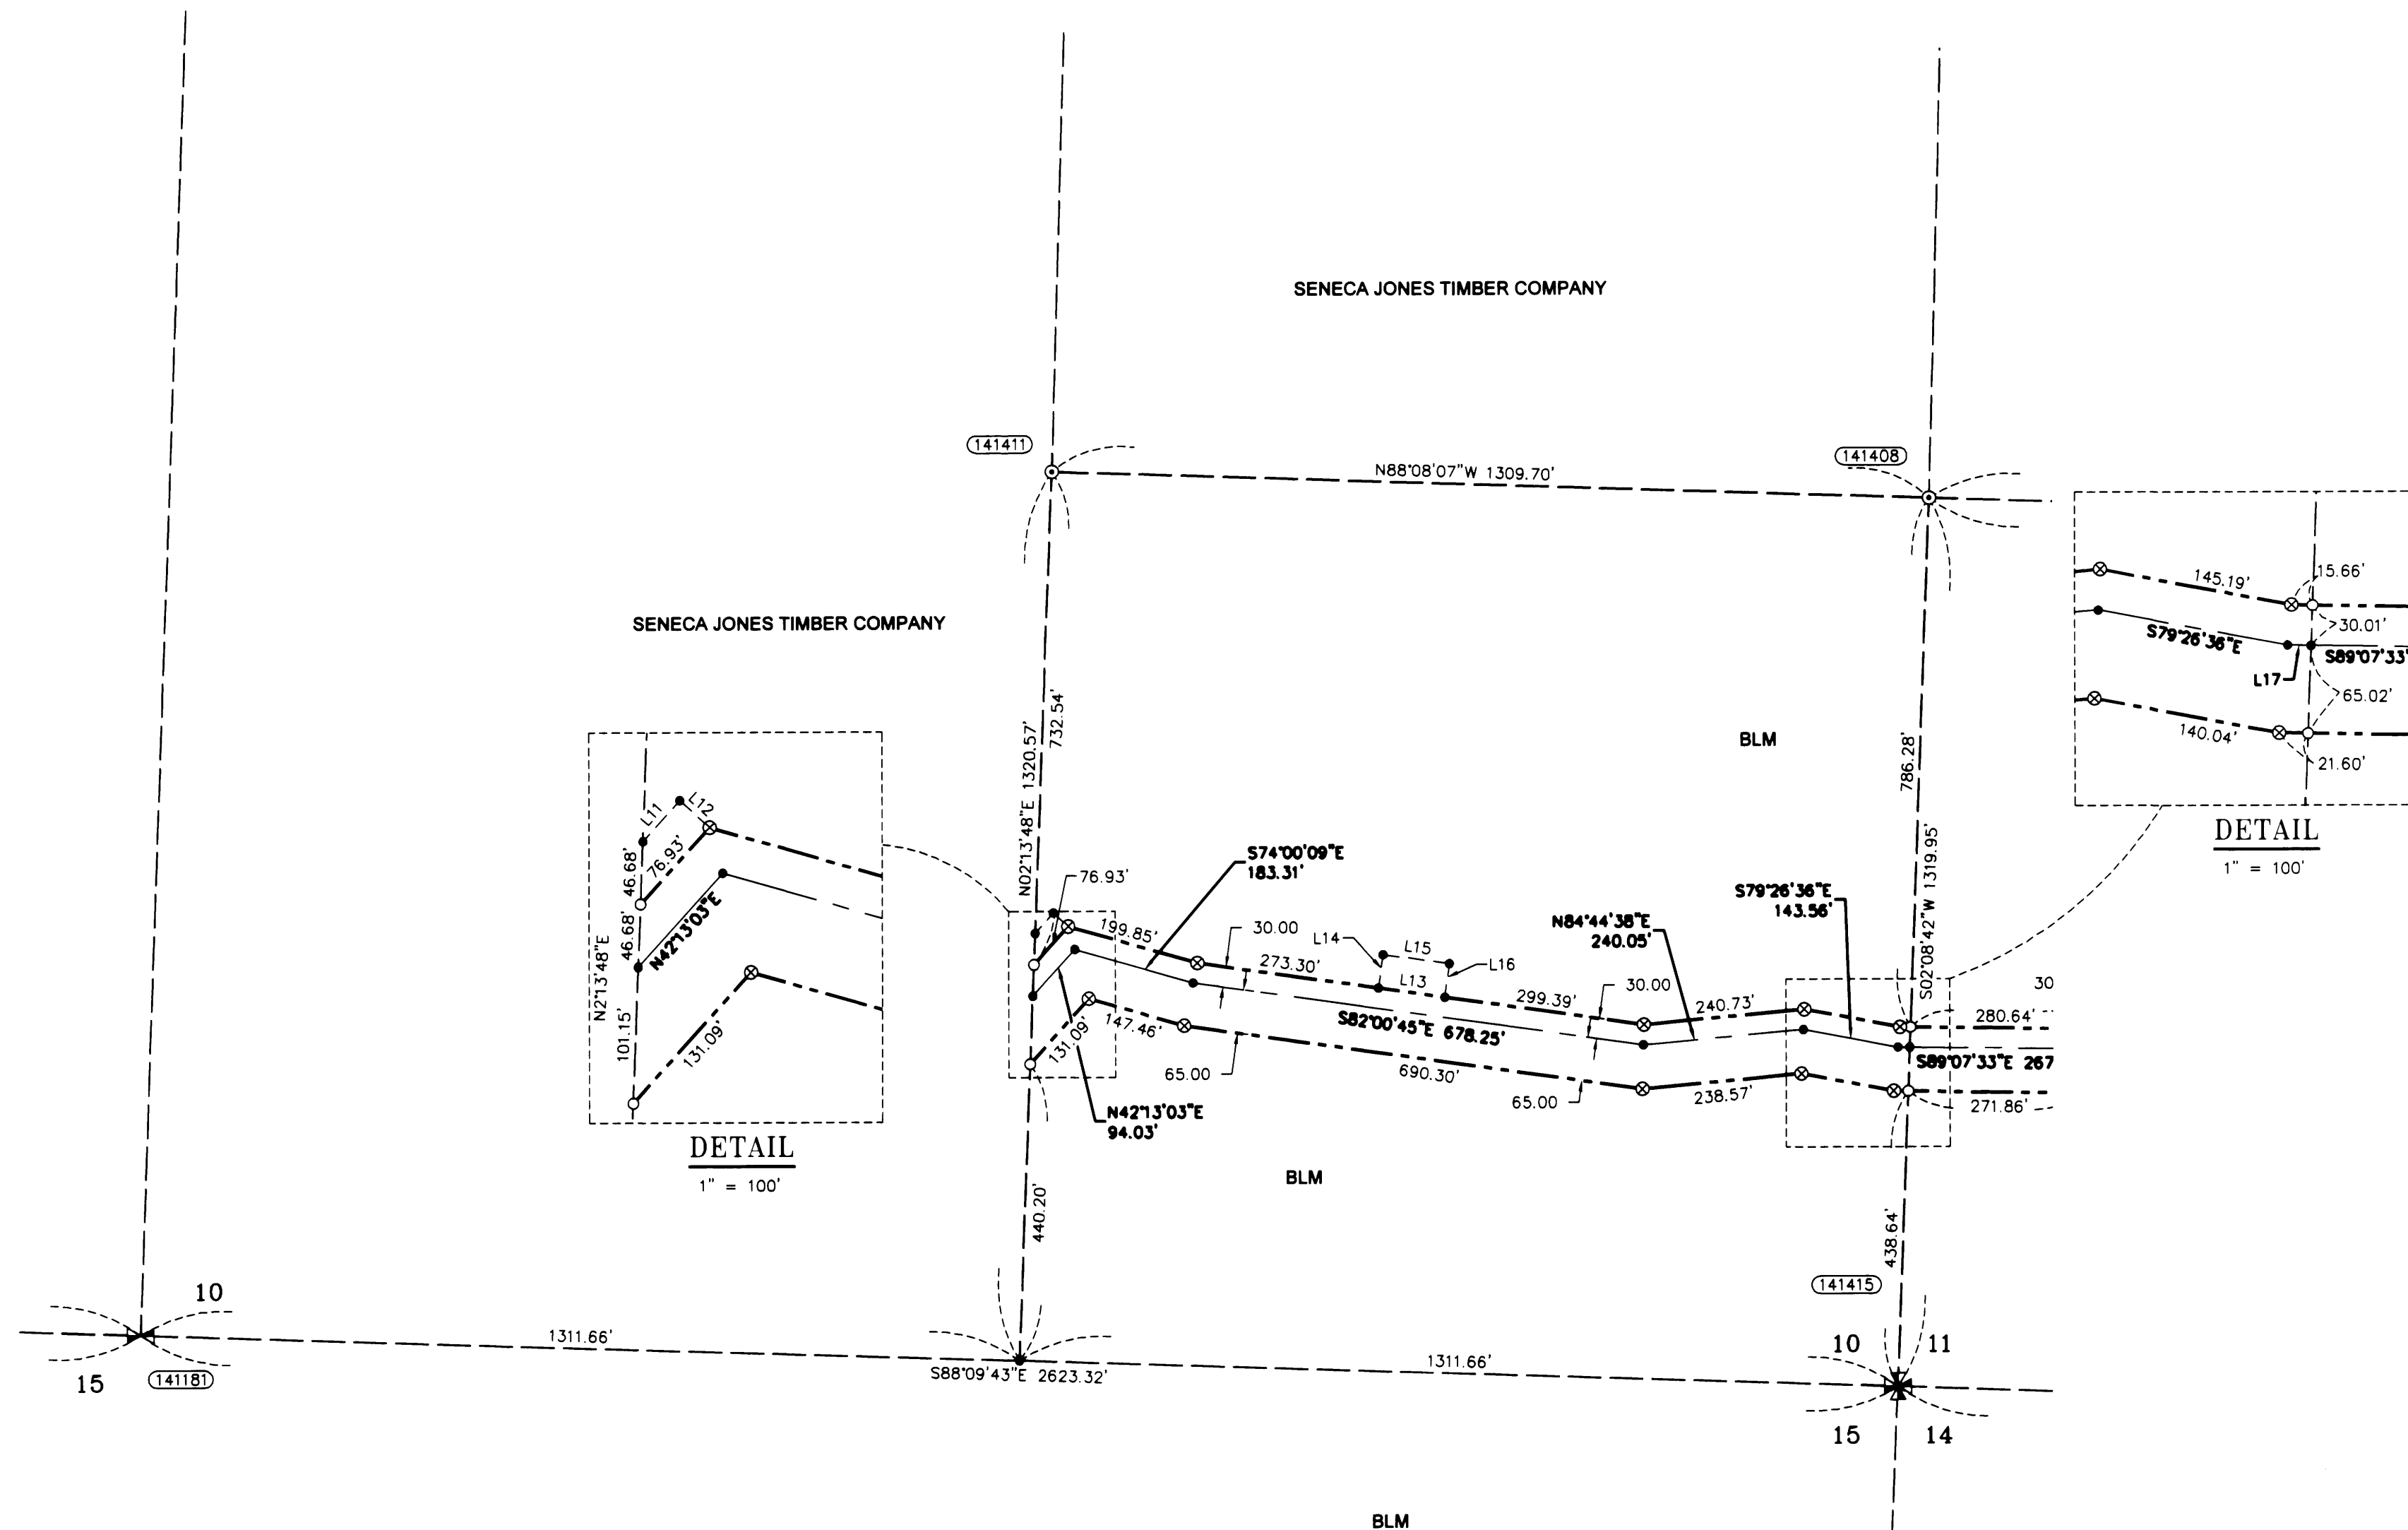 SENECA JONES TIMBER COMPANY
141411
141408
N88°08'07"W 1309.70'
145.19'
15.66'
30.01'
S79°26'36"E
S89°07'33"
L17
65.02'
140.04'
21.60'
DETAIL
1" = 100'
SENECA JONES TIMBER COMPANY
N02°13'48"E 1320.57'
732.54'
BLM
786.28'
S02°08'42"W 1319.95'
L11
L12
76.93'
46.68'
46.68'
N42°13'03"E
N2°13'48"E
101.15'
131.09'
DETAIL
1" = 100'
76.93'
S74°00'09"E
183.31'
199.85'
30.00
273.30'
L14
L15
L13
L16
299.39'
N84°44'38"E
240.05'
S79°26'36"E
143.56'
30.00
240.73'
30
280.64'
S82°00'45"E 678.25'
S89°07'33"E 267
131.09'
147.46'
65.00
690.30'
65.00
238.57'
271.86'
N42°13'03"E
94.03'
BLM
440.20'
438.64'
141415
10
1311.66'
15
141181
S88°09'43"E 2623.32'
1311.66'
10
11
15
14
BLM